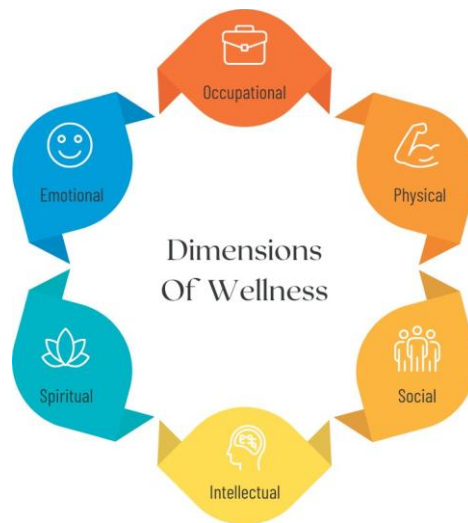 Occupational
Emotional
Physical
Dimensions
Of Wellness
Spiritual
Social
Intellectual